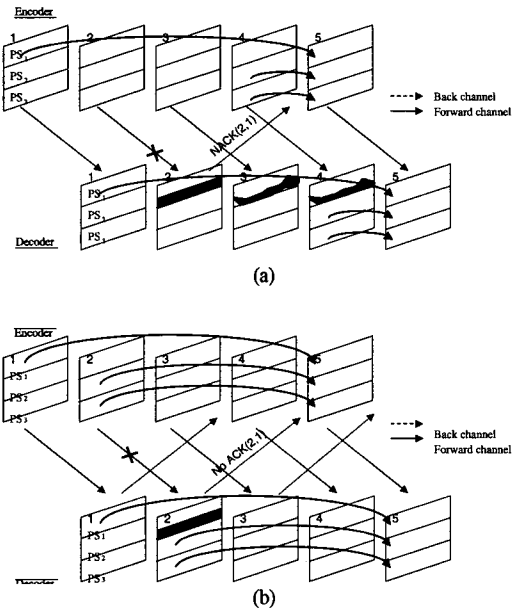 Encoder
1 2 3 4 5
PS1
PS2
PS3
Back channel
Forward channel
NACK(2,1)
1 2 3 4 5
PS1
PS3
PS3
Decoder
(a)
Encoder
1 2 3 4 5
PS1
PS2
PS3
Back channel
Forward channel
No ACK(2,1)
1 2 3 4 5
PS1
PS2
PS3
(b)